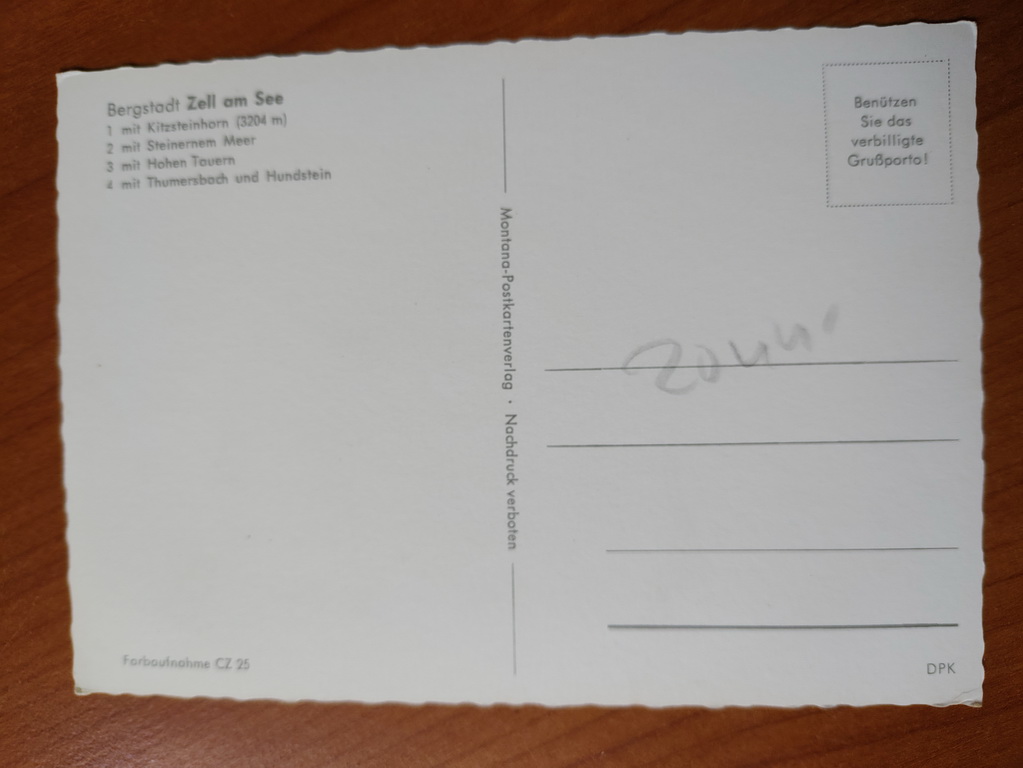 Bergstadt Zell am See
1 mit Kitzsteinhorn (3204 m)
2 mit Steinernem Meer
3 mit Hohen Tauern
4 mit Thumersbach und Hundstein
Farbaufnahme CZ 25
Montana-Postkartenverlag · Nachdruck verboten
Benützen
Sie das
verbilligte
Grußporto!
DPK